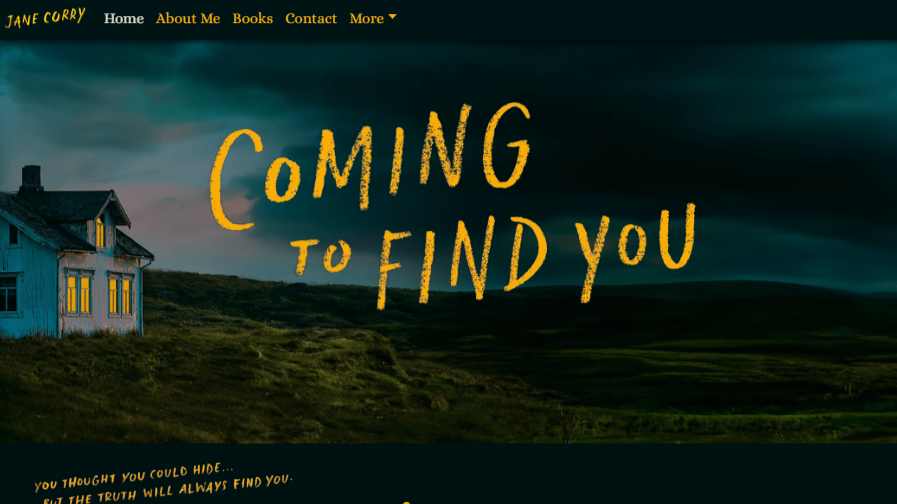 JANE CORRY
Home About Me Books Contact More
COMING
TO FIND YOU
YOU THOUGHT YOU COULD HIDE...
BUT THE TRUTH WILL ALWAYS FIND YOU.